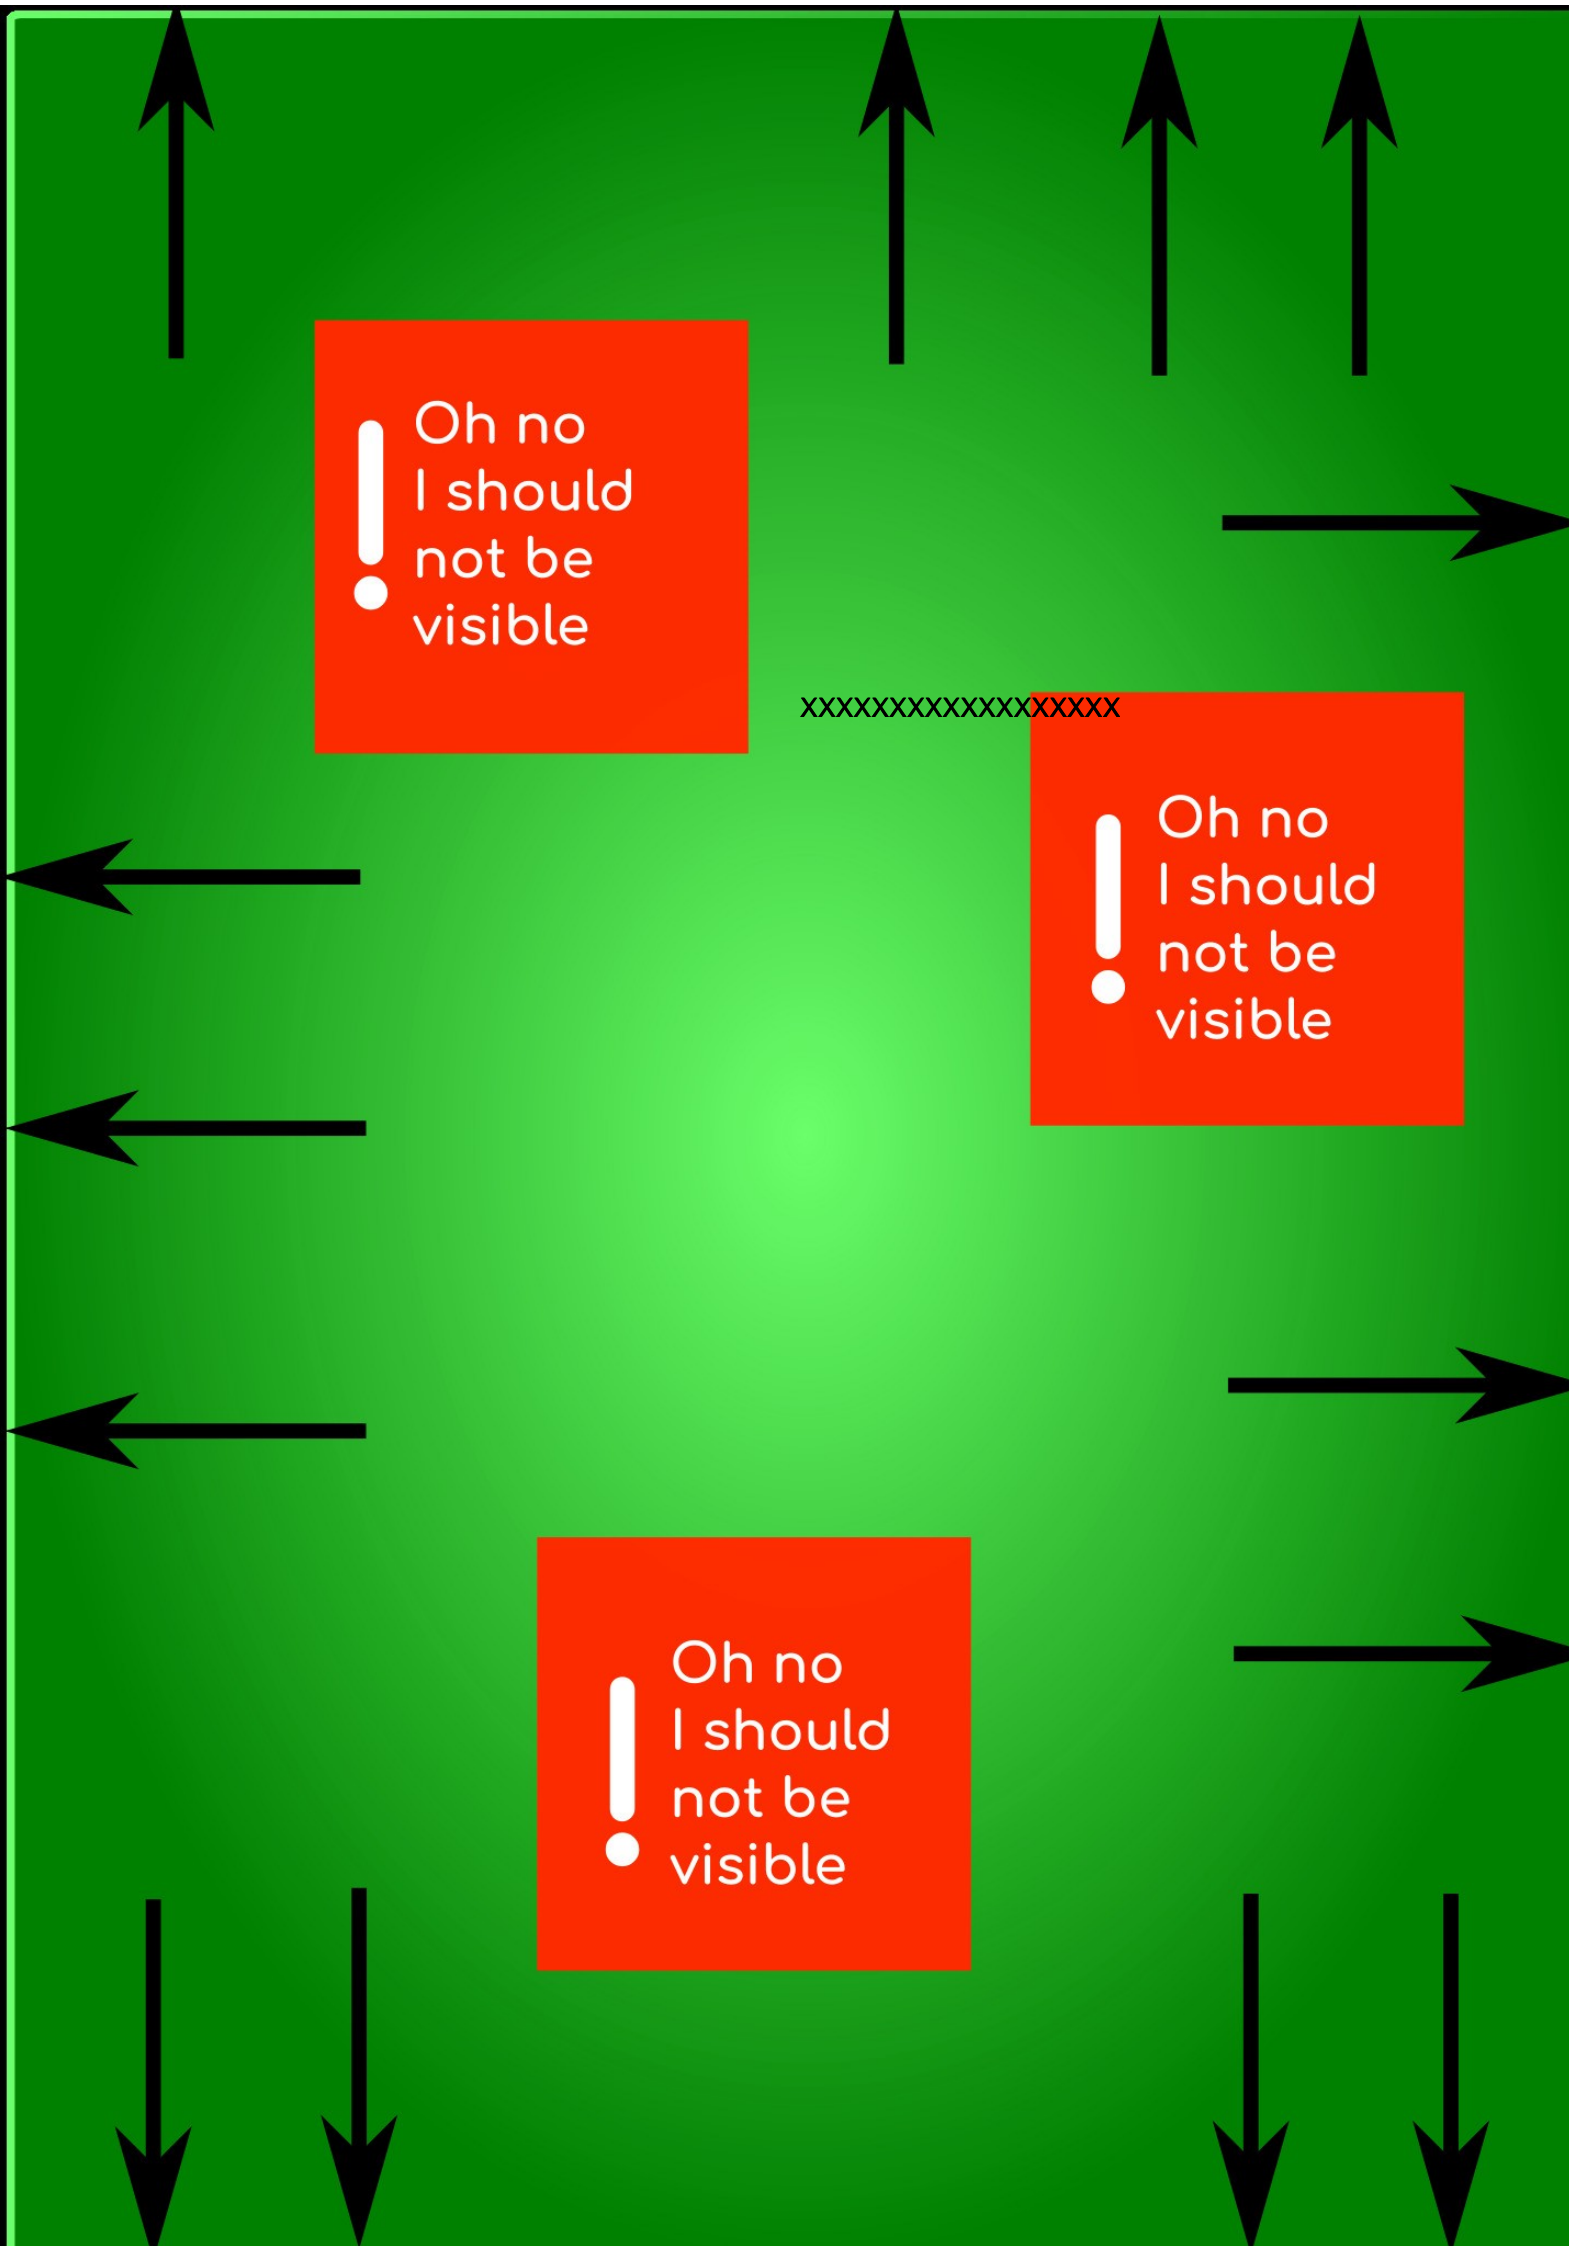 !
Oh no
I should
not be
visible
xxxxxxxxxxxxxxxxxx
!
Oh no
I should
not be
visible
!
Oh no
I should
not be
visible